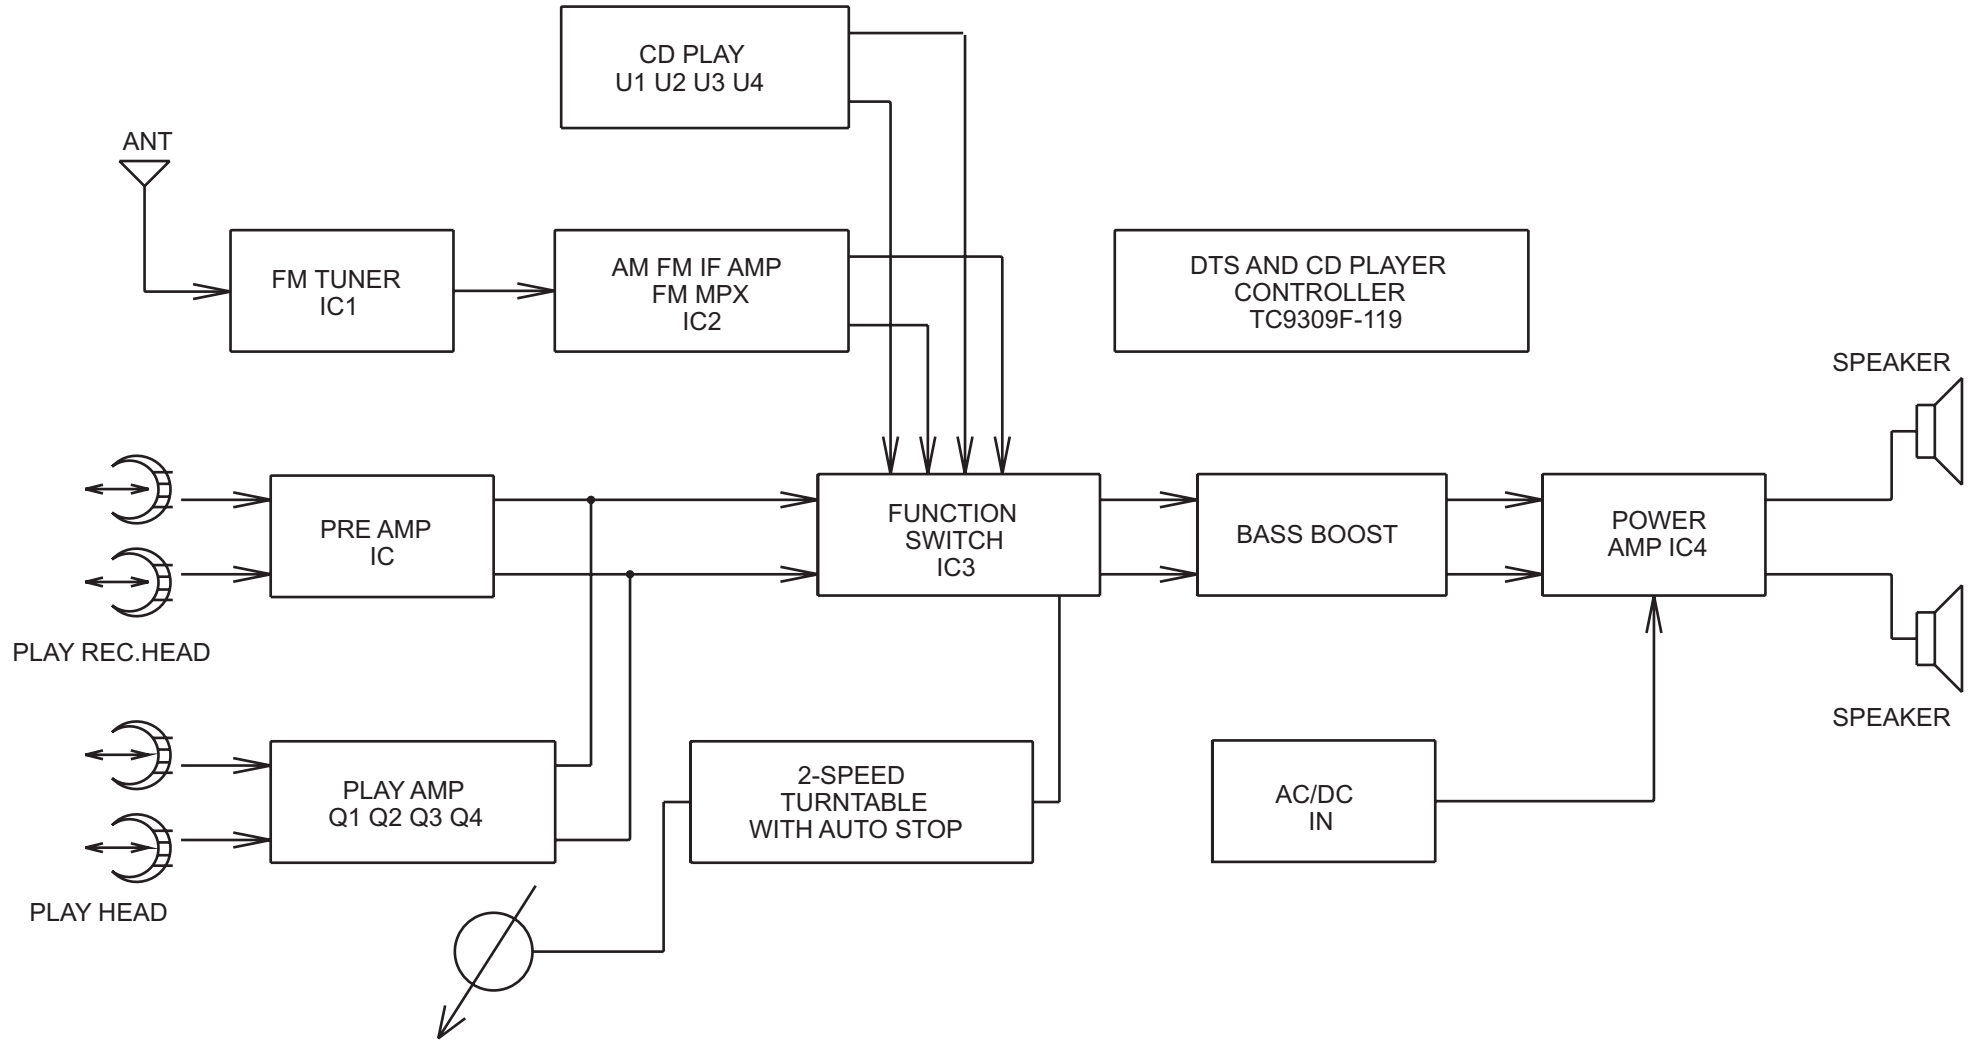 CD PLAY
U1 U2 U3 U4
ANT
FM TUNER
IC1
AM FM IF AMP
FM MPX
IC2
DTS AND CD PLAYER
CONTROLLER
TC9309F-119
SPEAKER
PRE AMP
IC
FUNCTION
SWITCH
IC3
BASS BOOST
POWER
AMP IC4
PLAY REC.HEAD
SPEAKER
PLAY AMP
Q1 Q2 Q3 Q4
2-SPEED
TURNTABLE
WITH AUTO STOP
AC/DC
IN
PLAY HEAD